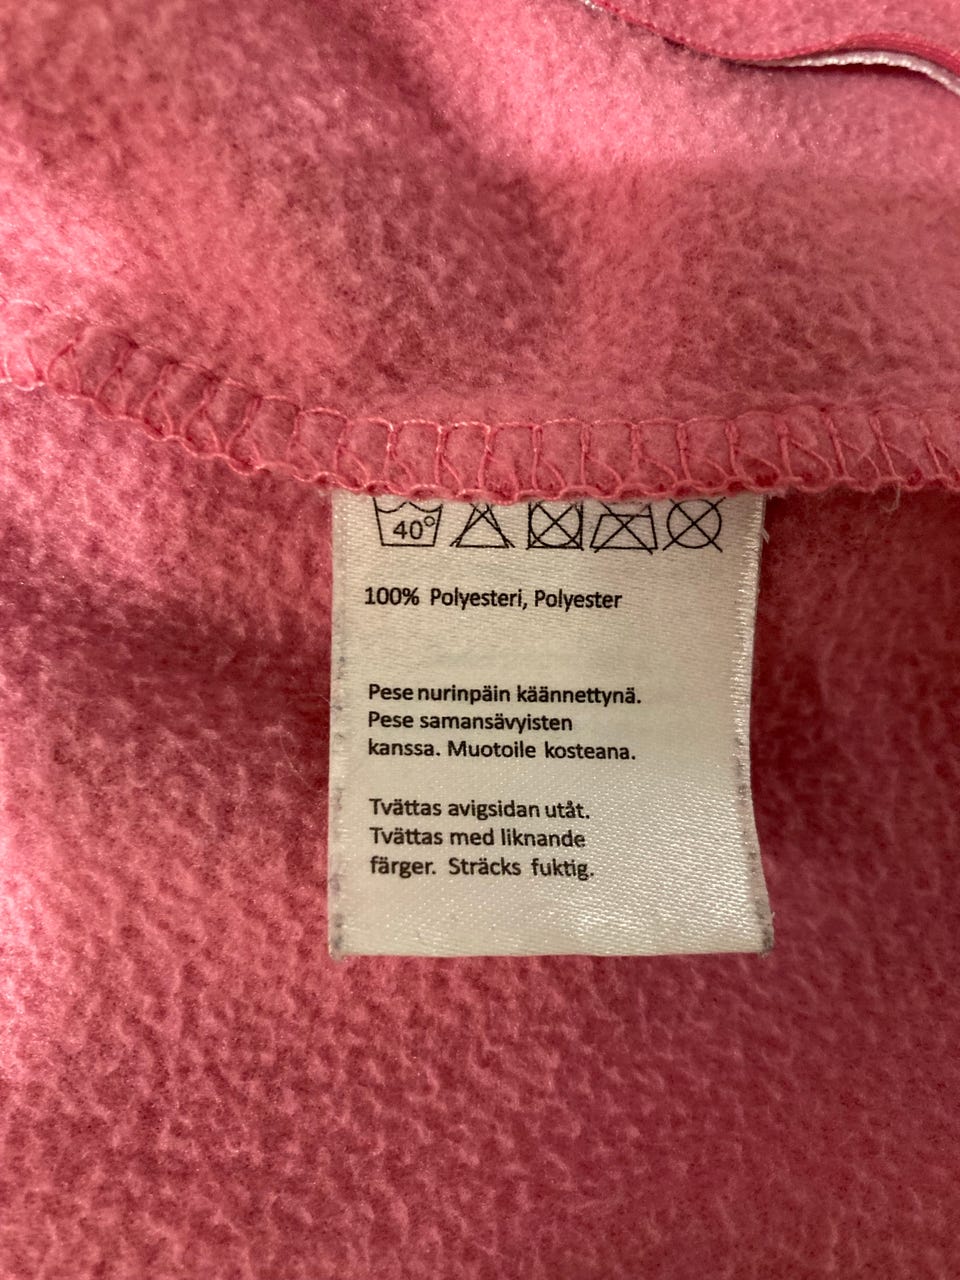 40°
100% Polyesteri, Polyester
Pese nurinpäin käännettynä.
Pese samansävyisten
kanssa. Muotoile kosteana.
Tvättas avigsidan utåt.
Tvättas med liknande
färger. Sträcks fuktig.